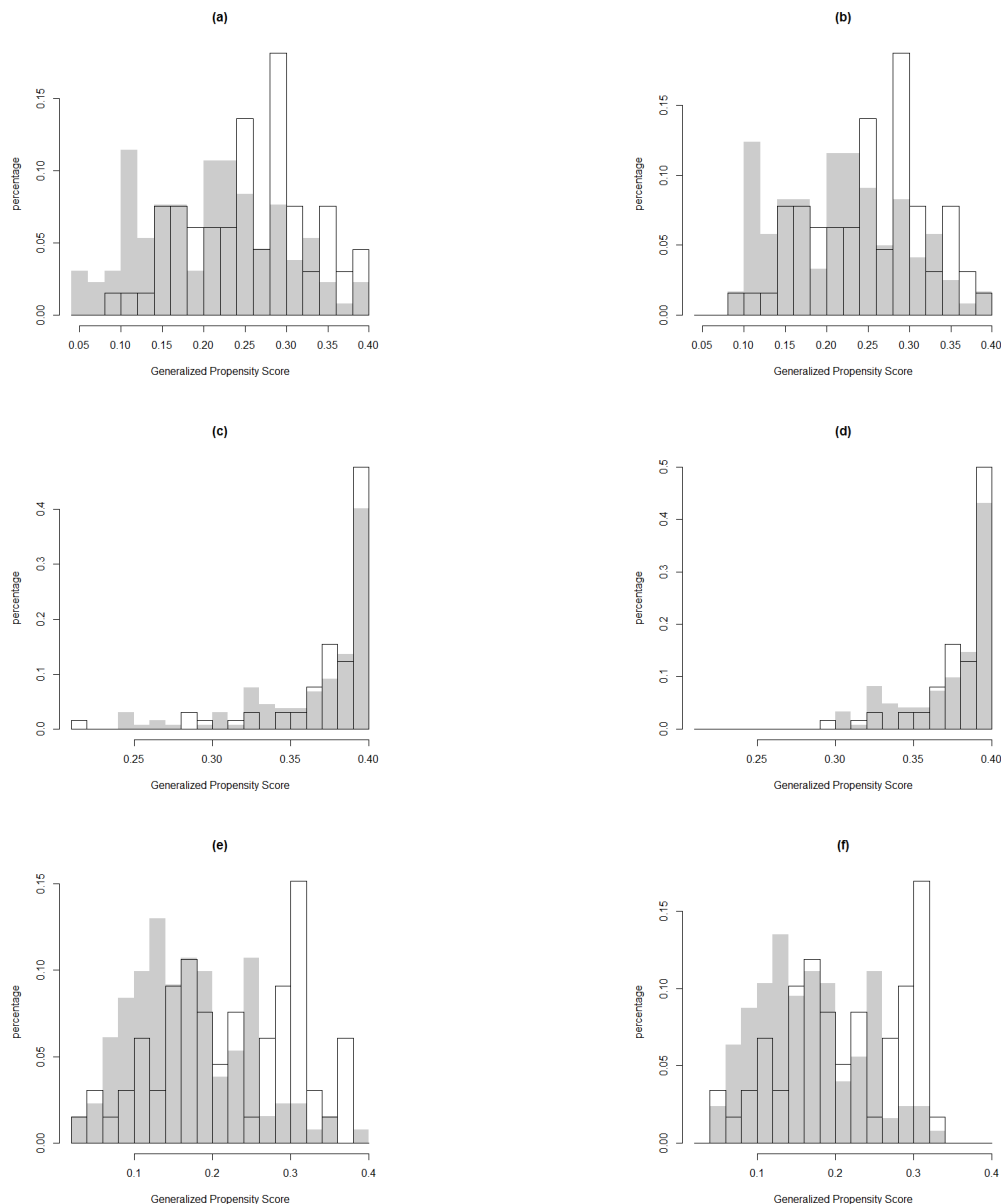 (a)
percentage
0.00 0.05 0.10 0.15
0.05 0.10 0.15 0.20 0.25 0.30 0.35 0.40
Generalized Propensity Score
(b)
percentage
0.00 0.05 0.10 0.15
0.05 0.10 0.15 0.20 0.25 0.30 0.35 0.40
Generalized Propensity Score
(c)
percentage
0.0 0.1 0.2 0.3 0.4
0.25 0.30 0.35 0.40
Generalized Propensity Score
(d)
percentage
0.0 0.1 0.2 0.3 0.4 0.5
0.25 0.30 0.35 0.40
Generalized Propensity Score
(e)
percentage
0.00 0.05 0.10 0.15
0.1 0.2 0.3 0.4
Generalized Propensity Score
(f)
percentage
0.00 0.05 0.10 0.15
0.1 0.2 0.3 0.4
Generalized Propensity Score